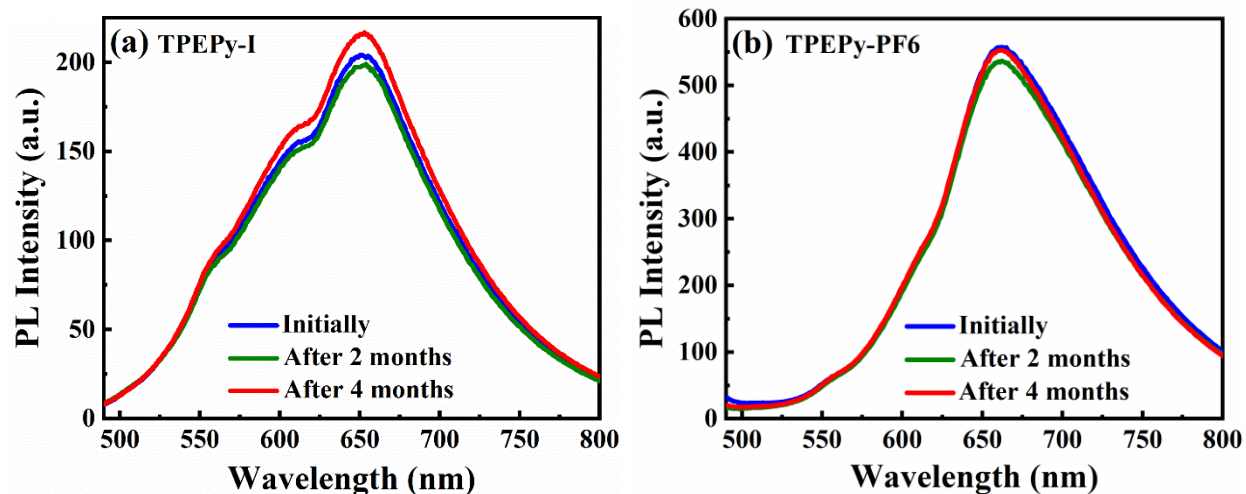 (a) TPEPy-I
PL Intensity (a.u.)
200
150
100
50
0
Initially
After 2 months
After 4 months
500 550 600 650 700 750 800
Wavelength (nm)
(b) TPEPy-PF6
PL Intensity (a.u.)
600
500
400
300
200
100
0
Initially
After 2 months
After 4 months
500 550 600 650 700 750 800
Wavelength (nm)